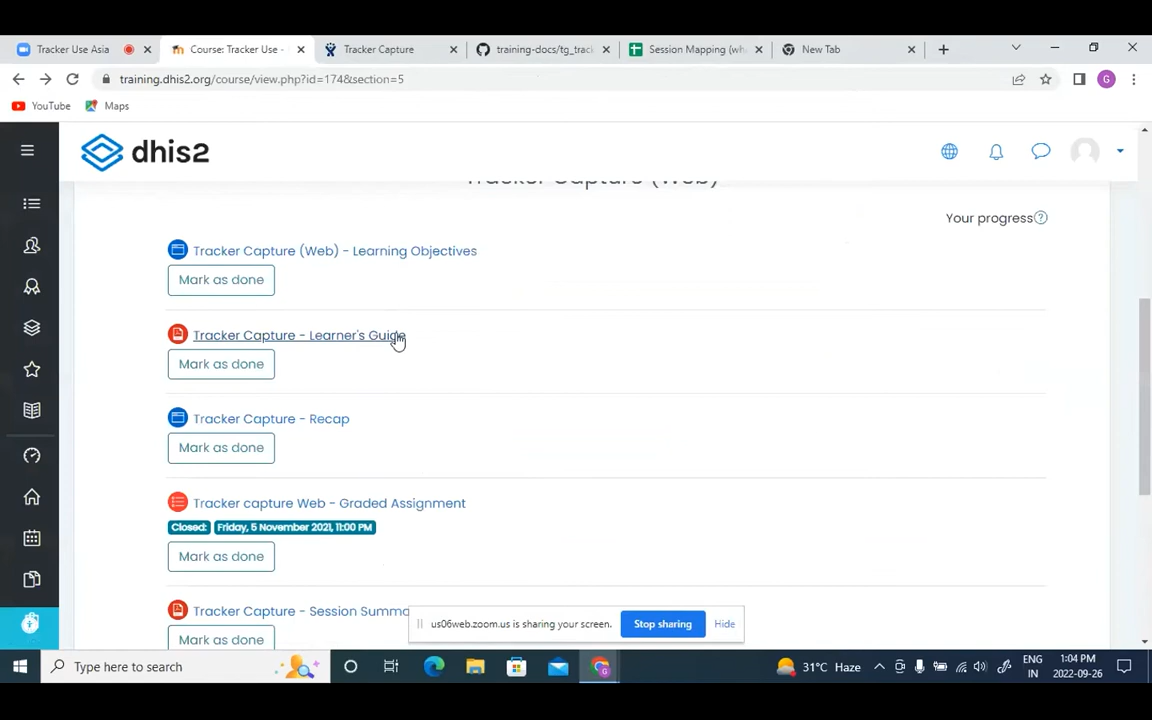 Tracker Use Asia
Course: Tracker Use -
Tracker Capture
training-docs/tg_track
Session Mapping (wh
New Tab
training.dhis2.org/course/view.php?id=174&section=5
G
YouTube
Maps
dhis2
Tracker Capture (Web)
Your progress
Tracker Capture (Web) - Learning Objectives
Mark as done
Tracker Capture - Learner's Guide
Mark as done
Tracker Capture - Recap
Mark as done
Tracker capture Web - Graded Assignment
Closed: Friday, 5 November 2021, 11:00 PM
Mark as done
Tracker Capture - Session Summa
us06web.zoom.us is sharing your screen. Stop sharing Hide
Mark as done
Type here to search
31°C Haze
ENG
IN
1:04 PM
2022-09-26